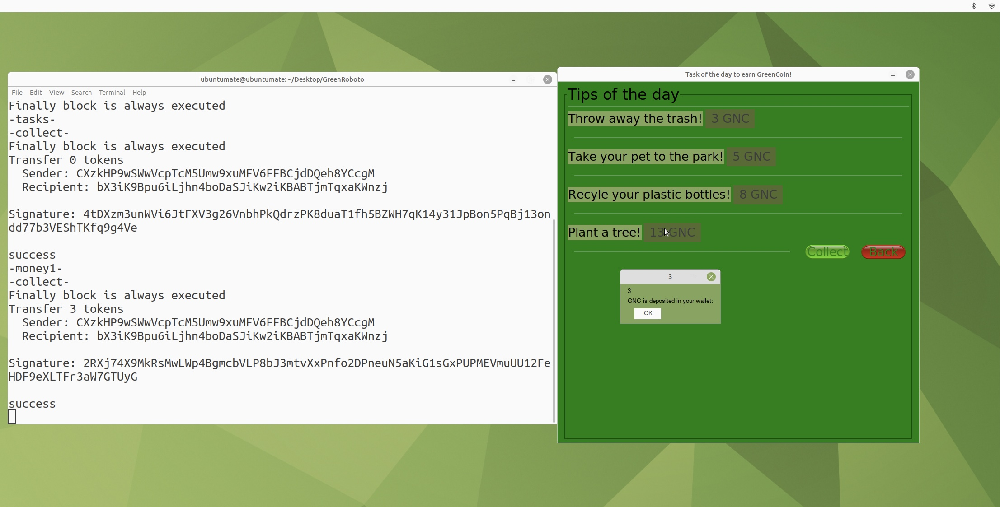 ubuntumate@ubuntumate: ~/Desktop/GreenRoboto
File Edit View Search Terminal Help
Finally block is always executed
-tasks-
-collect-
Finally block is always executed
Transfer 0 tokens
Sender: CXzkHP9wSWwVcpTcM5Umw9xuMFV6FFBCjdDQeh8YCcgM
Recipient: bX3iK9Bpu6iLjhn4boDaSJiKw2iKBABTjmTqxaKWnzj
Signature: 4tDXzm3unWVi6JtFXV3g26VnbhPkQdrzPK8duaT1fh5BZWH7qK14y31JpBon5PqBj13on
dd77b3VEShTKfq9g4Ve
success
-money1-
-collect-
Finally block is always executed
Transfer 3 tokens
Sender: CXzkHP9wSWwVcpTcM5Umw9xuMFV6FFBCjdDQeh8YCcgM
Recipient: bX3iK9Bpu6iLjhn4boDaSJiKw2iKBABTjmTqxaKWnzj
Signature: 2RXj74X9MkRsMwLWp4BgmcbVLP8bJ3mtvXxPnfo2DPneuN5aKiG1sGxPUPMEVmuUU12Fe
HDF9eXLTFr3aW7GTUyG
success
Task of the day to earn GreenCoin!
Tips of the day
Throw away the trash! 3 GNC
Take your pet to the park! 5 GNC
Recyle your plastic bottles! 8 GNC
Plant a tree! 13 GNC
Collect Back
3
3
GNC is deposited in your wallet:
OK